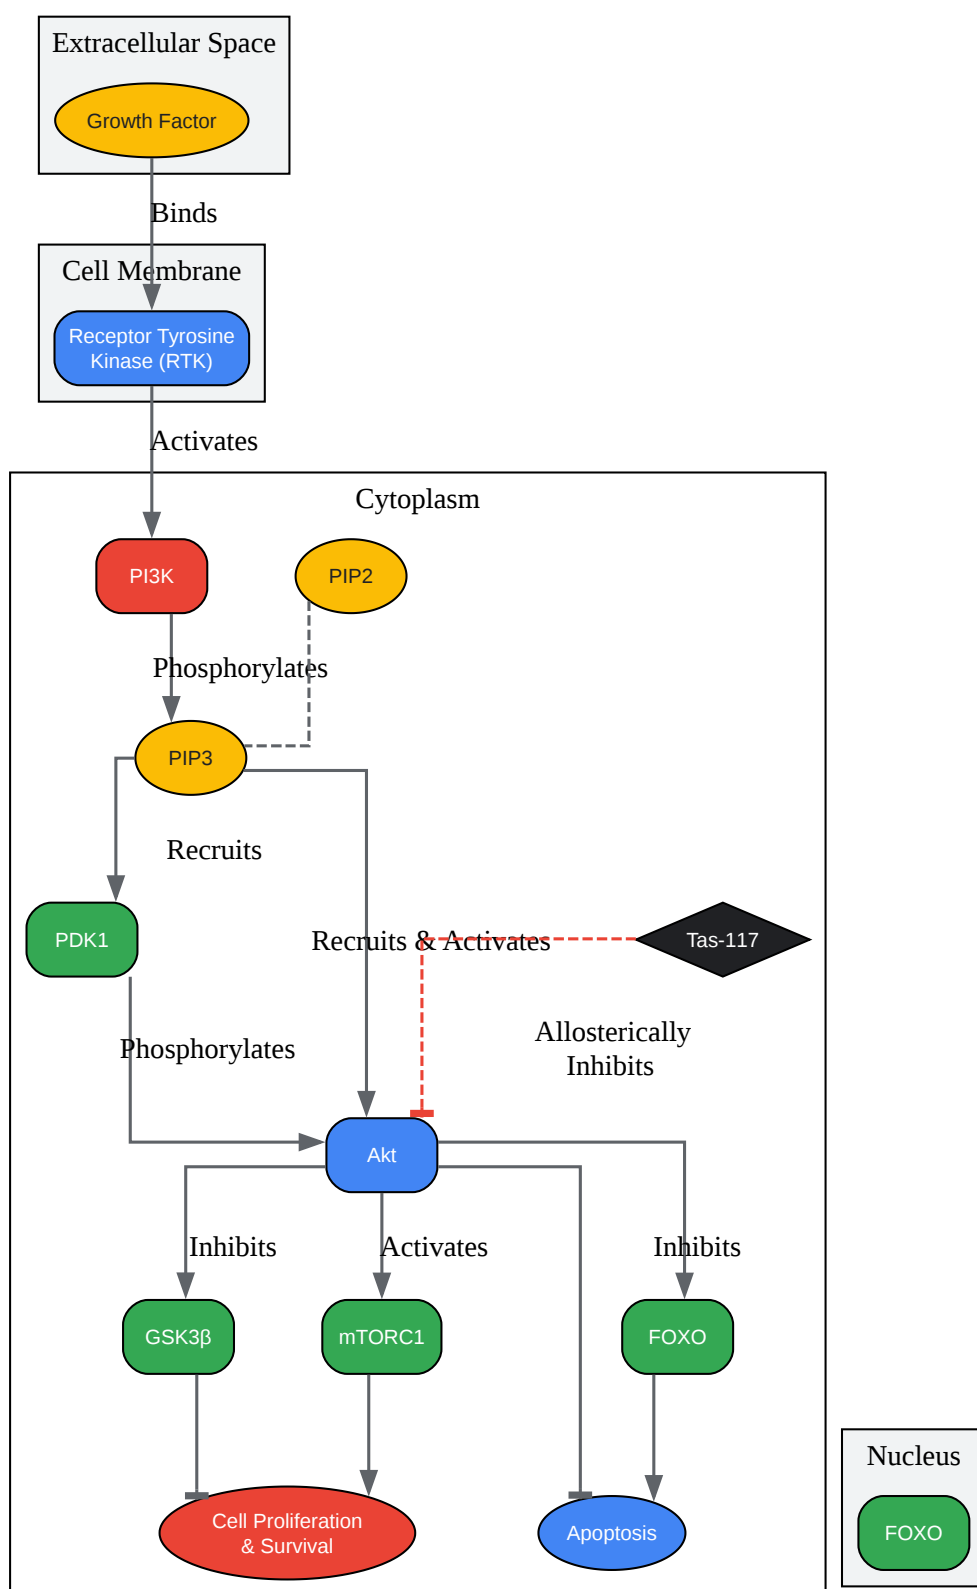 Extracellular Space
Growth Factor
Binds
Cell Membrane
Receptor Tyrosine
Kinase (RTK)
Activates
Cytoplasm
PI3K
PIP2
Phosphorylates
PIP3
Recruits
PDK1
Recruits & Activates
Tas-117
Allosterically
Inhibits
Phosphorylates
Akt
Inhibits
Activates
Inhibits
GSK3β
mTORC1
FOXO
Nucleus
Cell Proliferation
& Survival
Apoptosis
FOXO